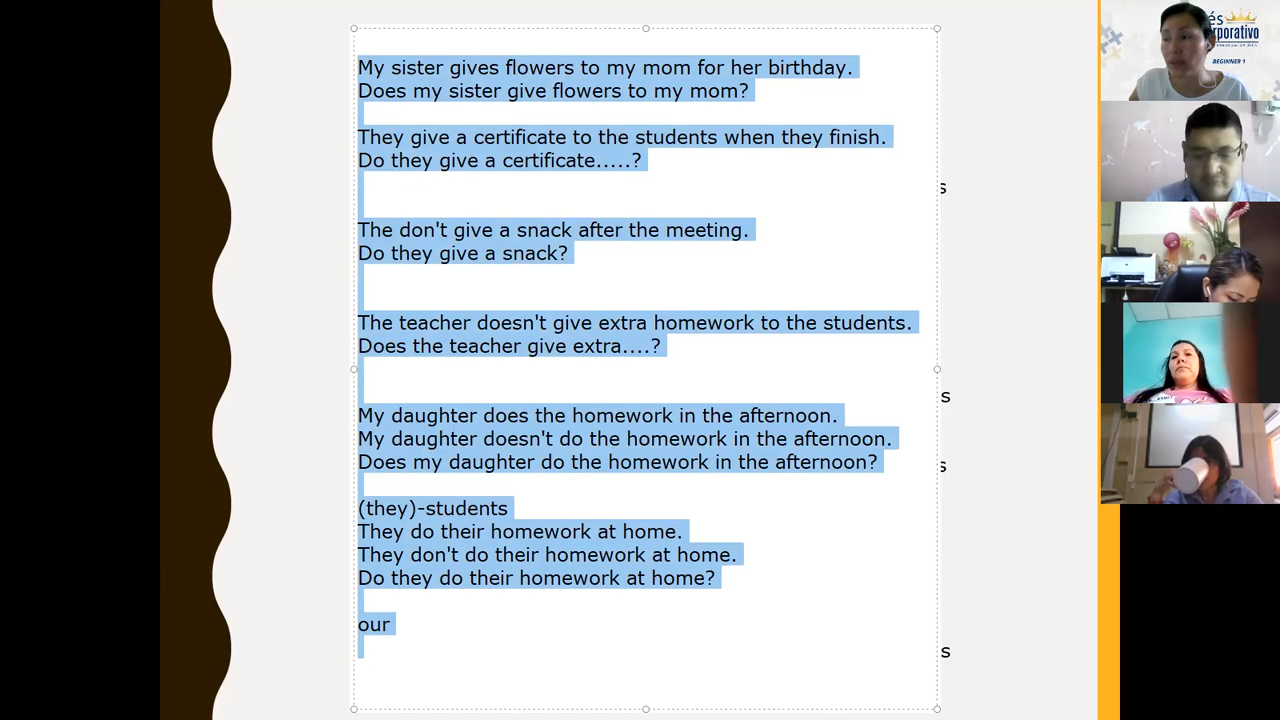 My sister gives flowers to my mom for her birthday.
Does my sister give flowers to my mom?
They give a certificate to the students when they finish.
Do they give a certificate.....?
s
The don't give a snack after the meeting.
Do they give a snack?
The teacher doesn't give extra homework to the students.
Does the teacher give extra....?
s
My daughter does the homework in the afternoon.
My daughter doesn't do the homework in the afternoon.
Does my daughter do the homework in the afternoon?
s
(they)-students
They do their homework at home.
They don't do their homework at home.
Do they do their homework at home?
our
s
és
rporativo
BEGINNER 1